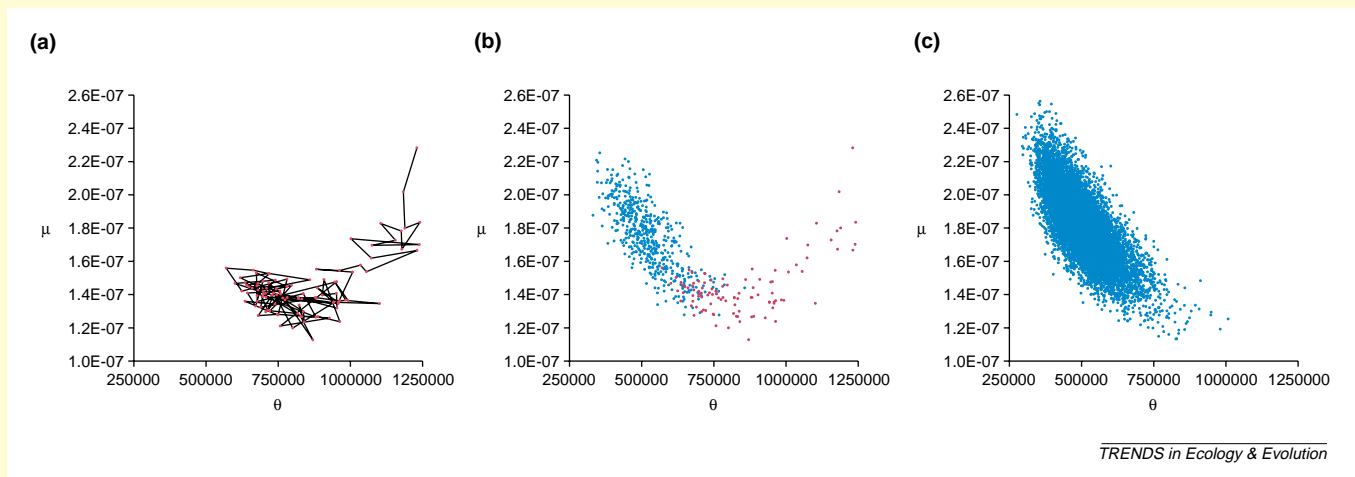 (a)
(b)
(c)
2.6E-07
2.4E-07
2.2E-07
2.0E-07
1.8E-07
1.6E-07
1.4E-07
1.2E-07
1.0E-07
μ
250000 500000 750000 1000000 1250000
θ
2.6E-07
2.4E-07
2.2E-07
2.0E-07
1.8E-07
1.6E-07
1.4E-07
1.2E-07
1.0E-07
μ
250000 500000 750000 1000000 1250000
θ
2.6E-07
2.4E-07
2.2E-07
2.0E-07
1.8E-07
1.6E-07
1.4E-07
1.2E-07
1.0E-07
μ
250000 500000 750000 1000000 1250000
θ
TRENDS in Ecology & Evolution